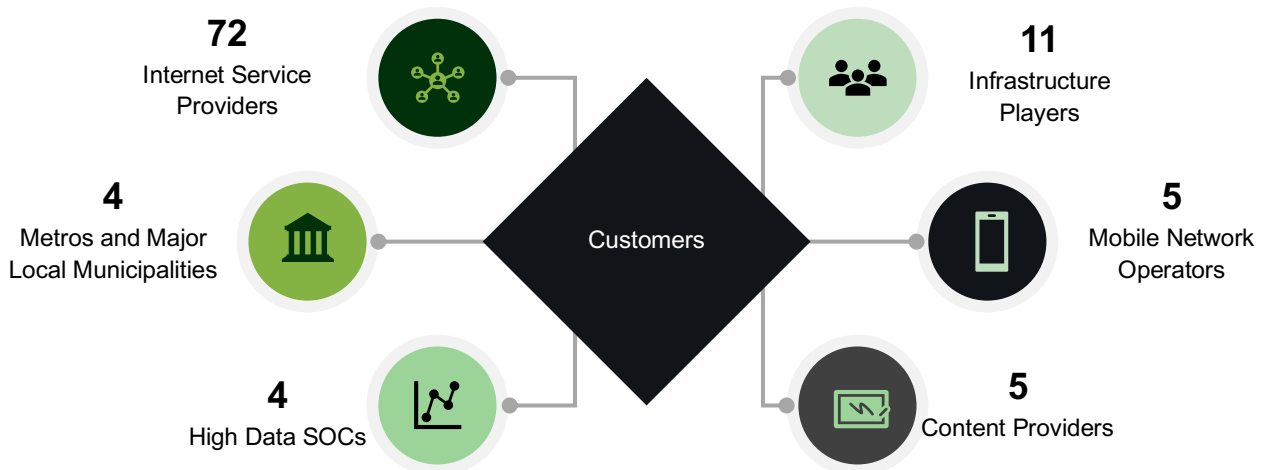 72
Internet Service
Providers
4
Metros and Major
Local Municipalities
4
High Data SOCs
Customers
11
Infrastructure
Players
5
Mobile Network
Operators
5
Content Providers